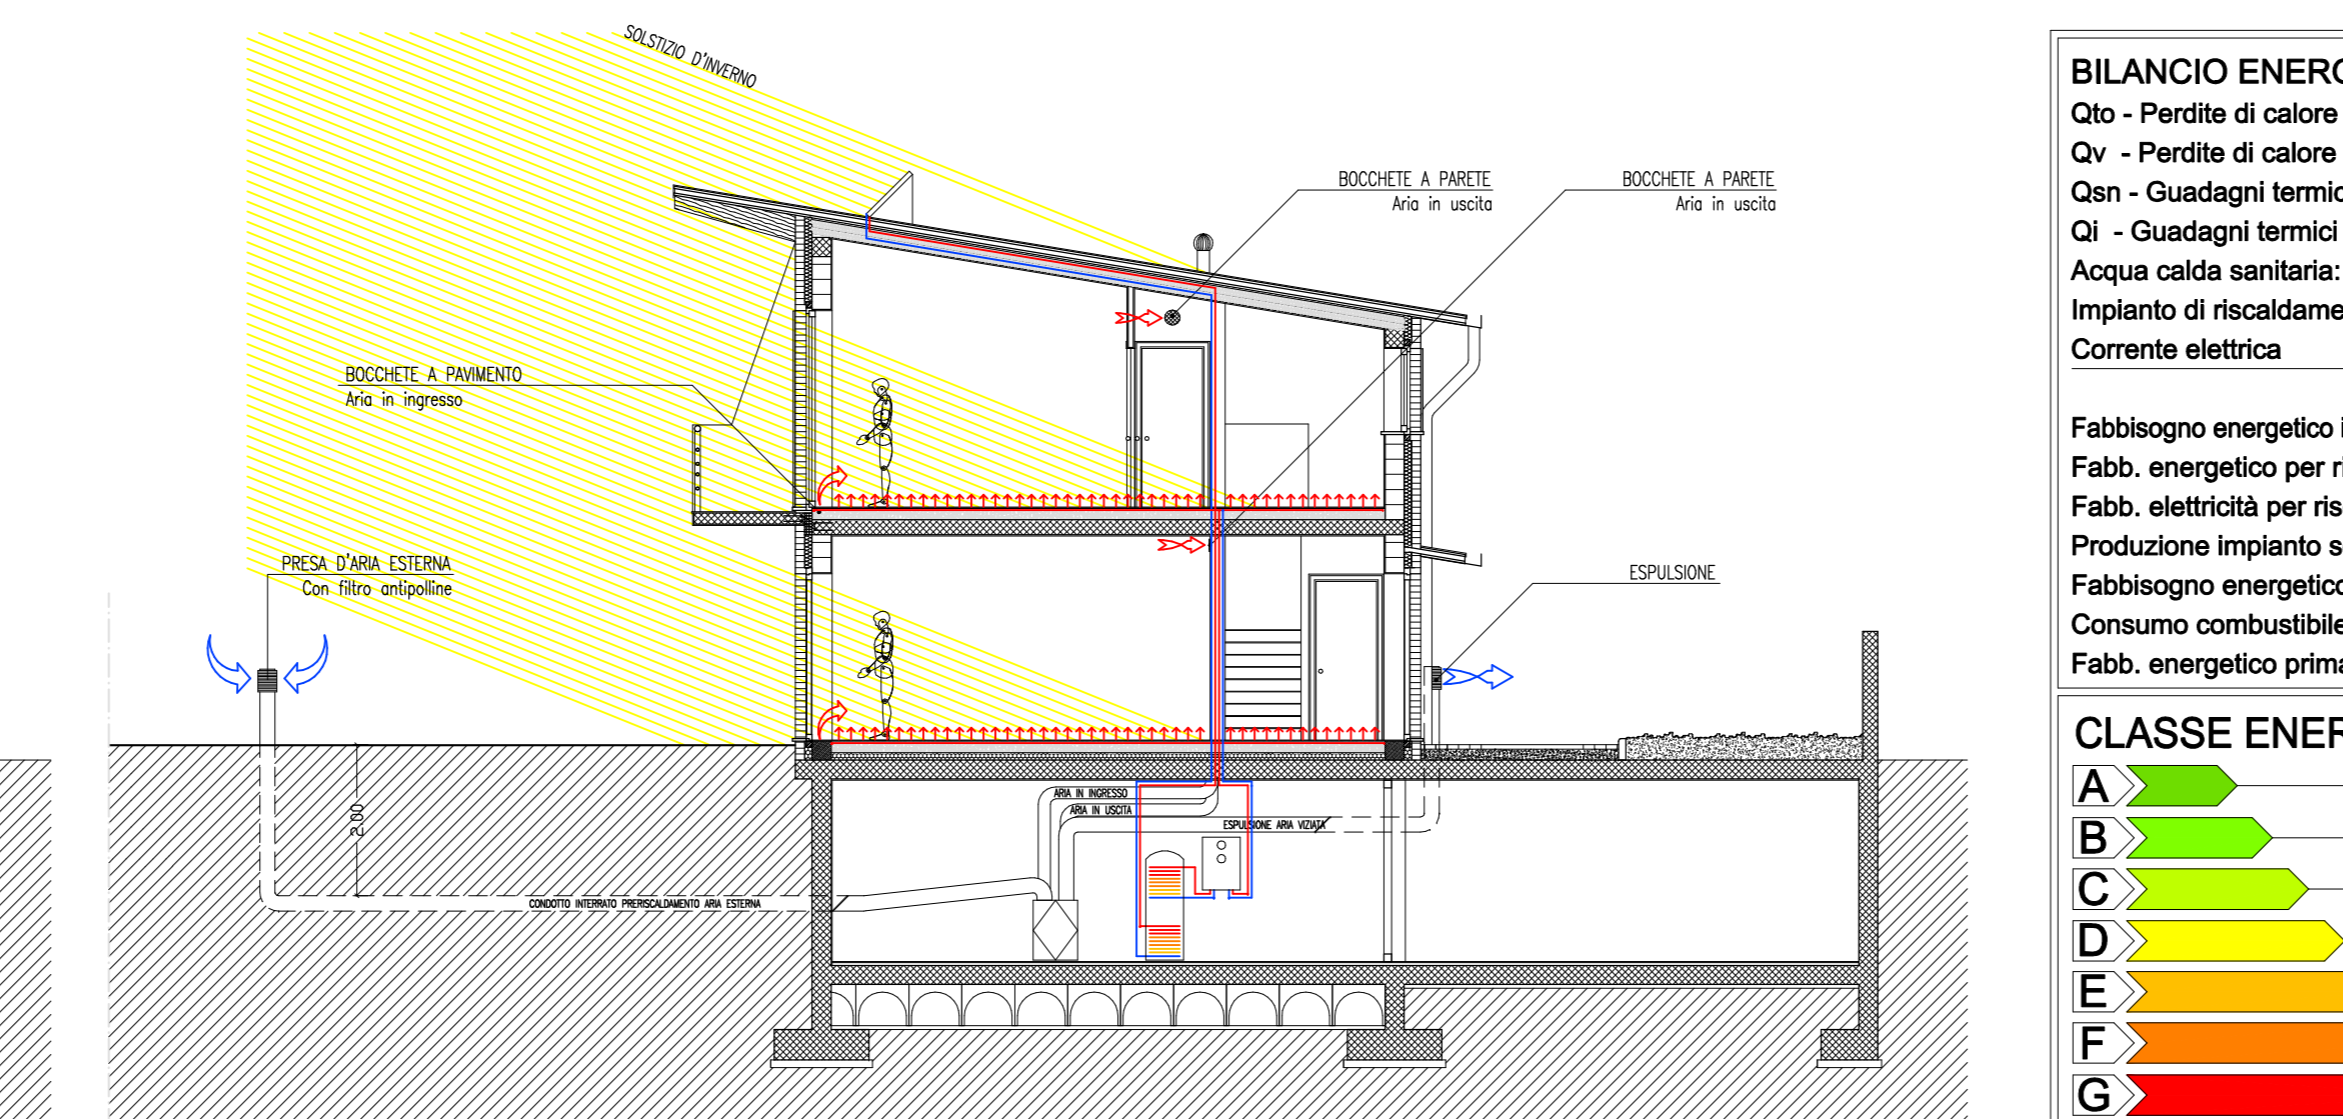 SOLSTIZIO D'INVERNO
BOCCHETE A PARETE
Aria in uscita
BOCCHETE A PARETE
Aria in uscita
BOCCHETE A PAVIMENTO
Aria in ingresso
PRESA D'ARIA ESTERNA
Con filtro antipolline
ESPULSIONE
2.00
ARIA IN INGRESSO
ARIA IN USCITA
ESPULSIONE ARIA VIZIATA
CONDOTTO INTERRATO PRERISCALDAMENTO ARIA ESTERNA
BILANCIO ENERG
Qto - Perdite di calore
Qv - Perdite di calore
Qsn - Guadagni termic
Qi - Guadagni termici
Acqua calda sanitaria:
Impianto di riscaldame
Corrente elettrica
Fabbisogno energetico i
Fabb. energetico per ri
Fabb. elettricità per ris
Produzione impianto s
Fabbisogno energetico
Consumo combustibile
Fabb. energetico prima
CLASSE ENER
A
B
C
D
E
F
G